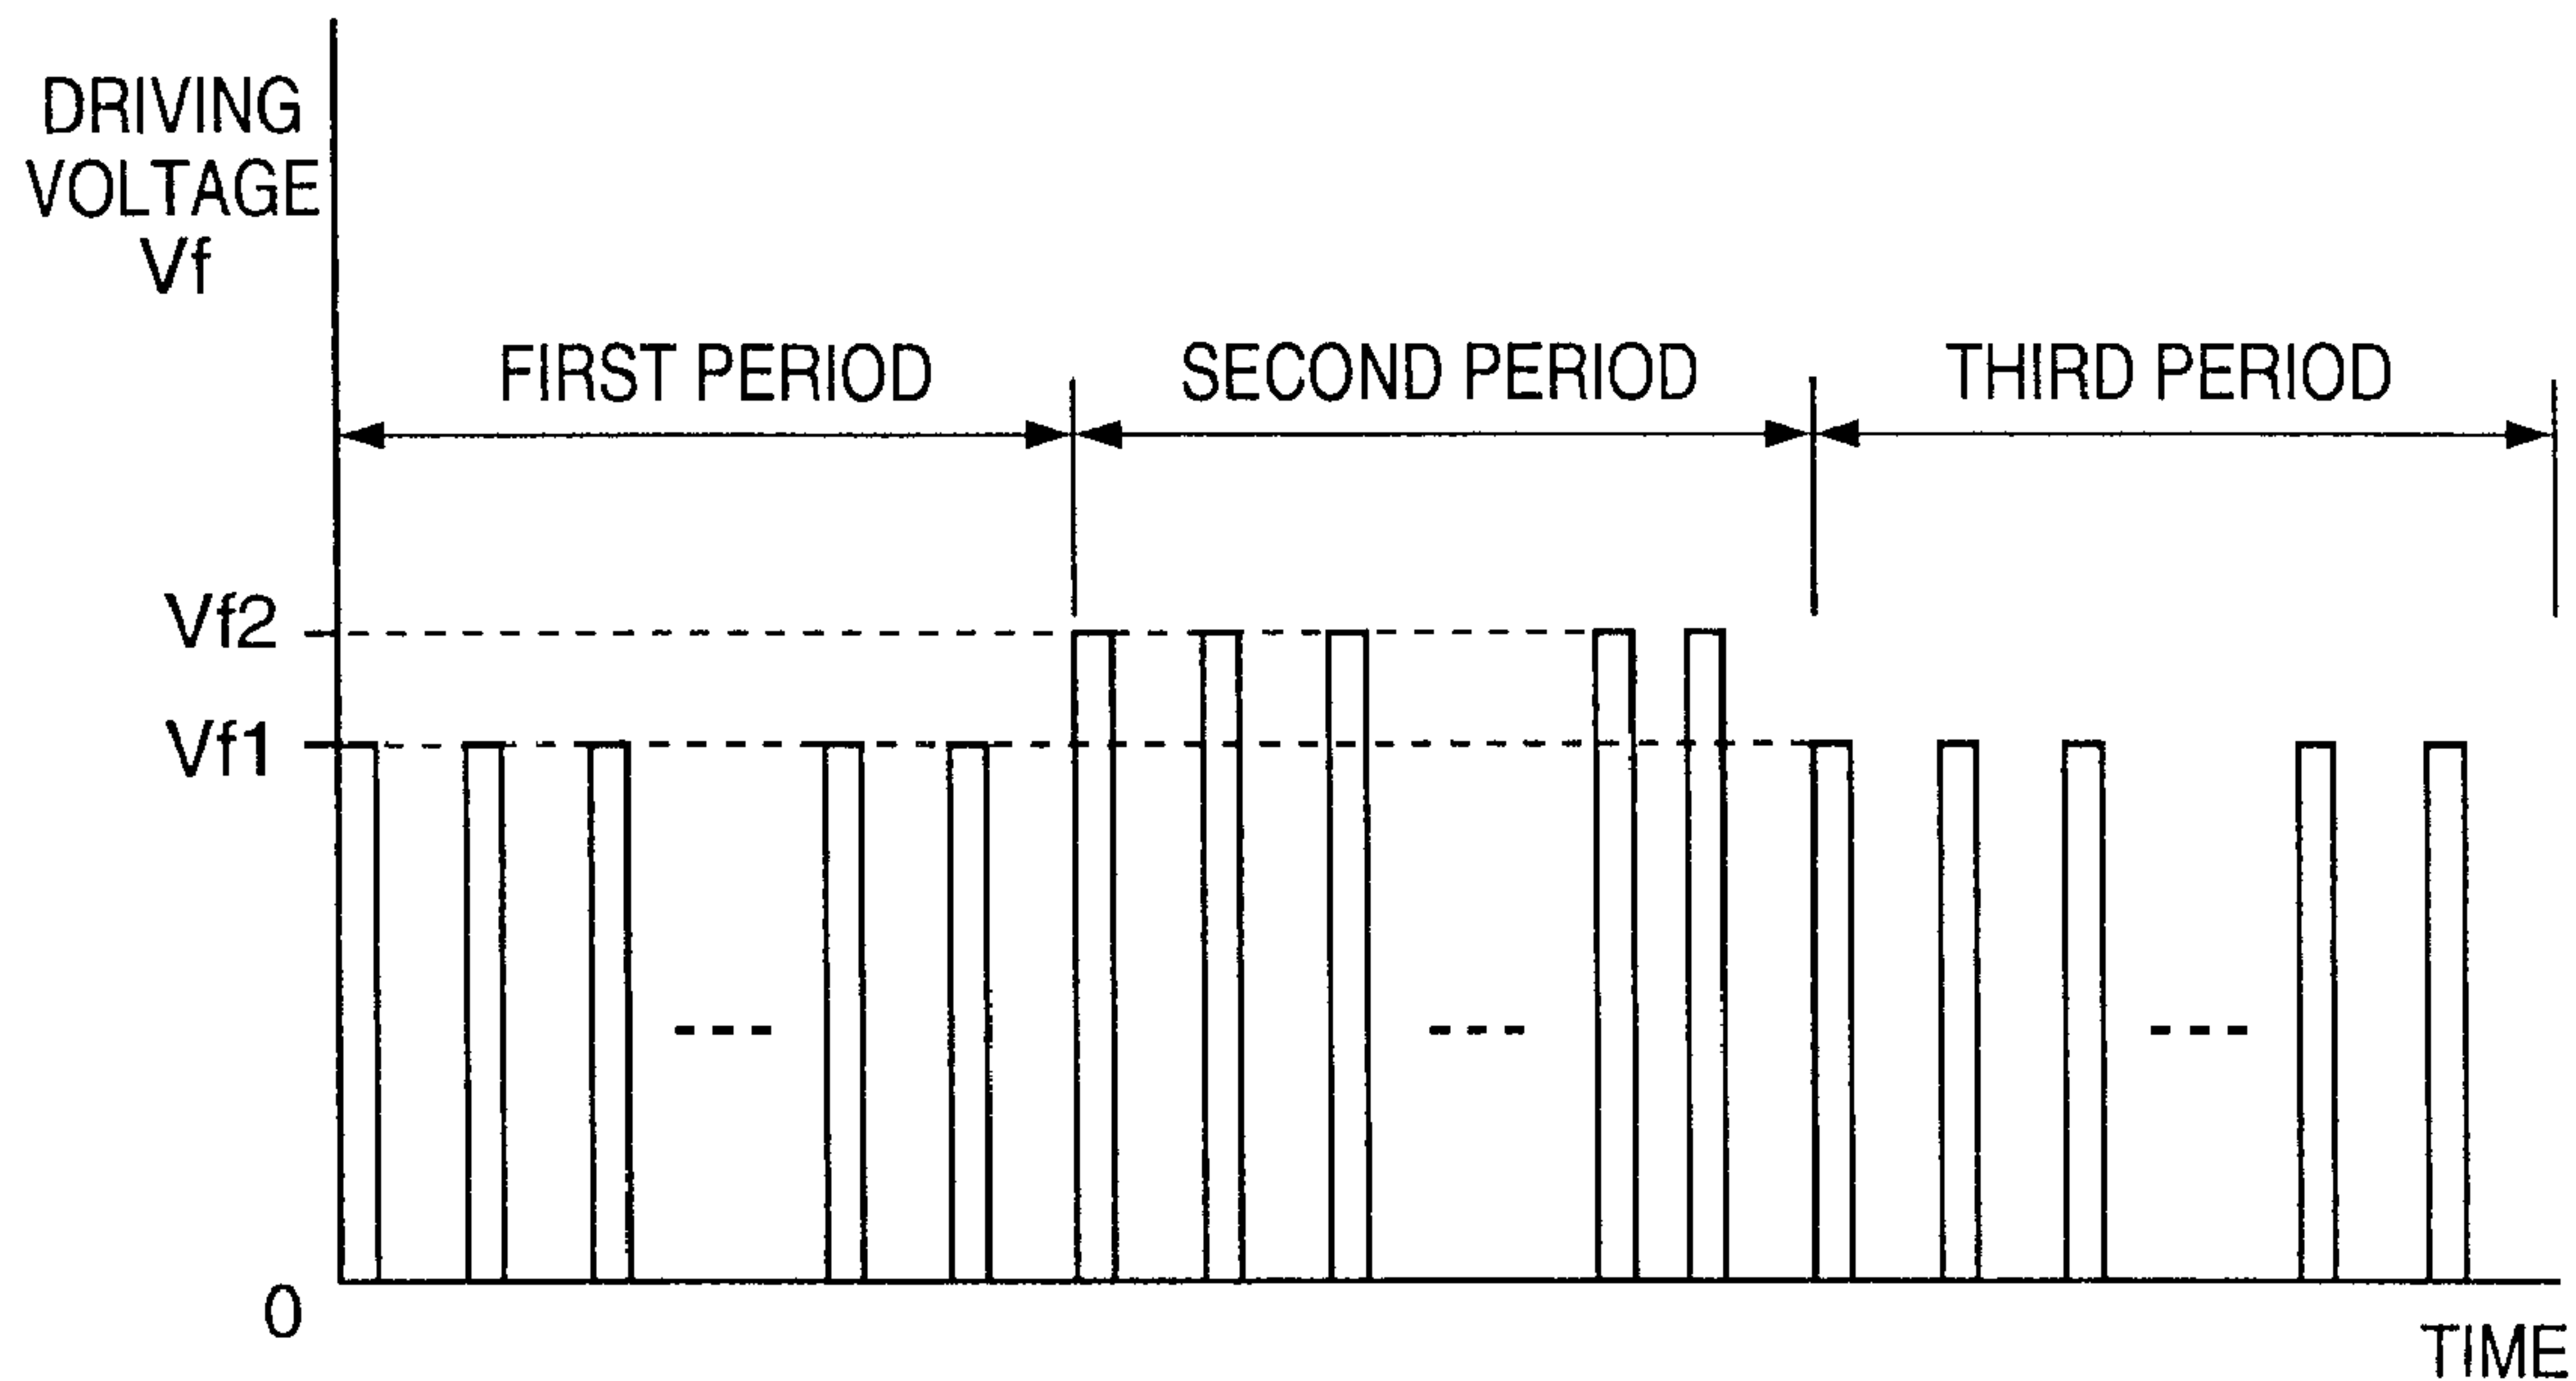 DRIVING
VOLTAGE
Vf
FIRST PERIOD
SECOND PERIOD
THIRD PERIOD
Vf2
Vf1
0
TIME